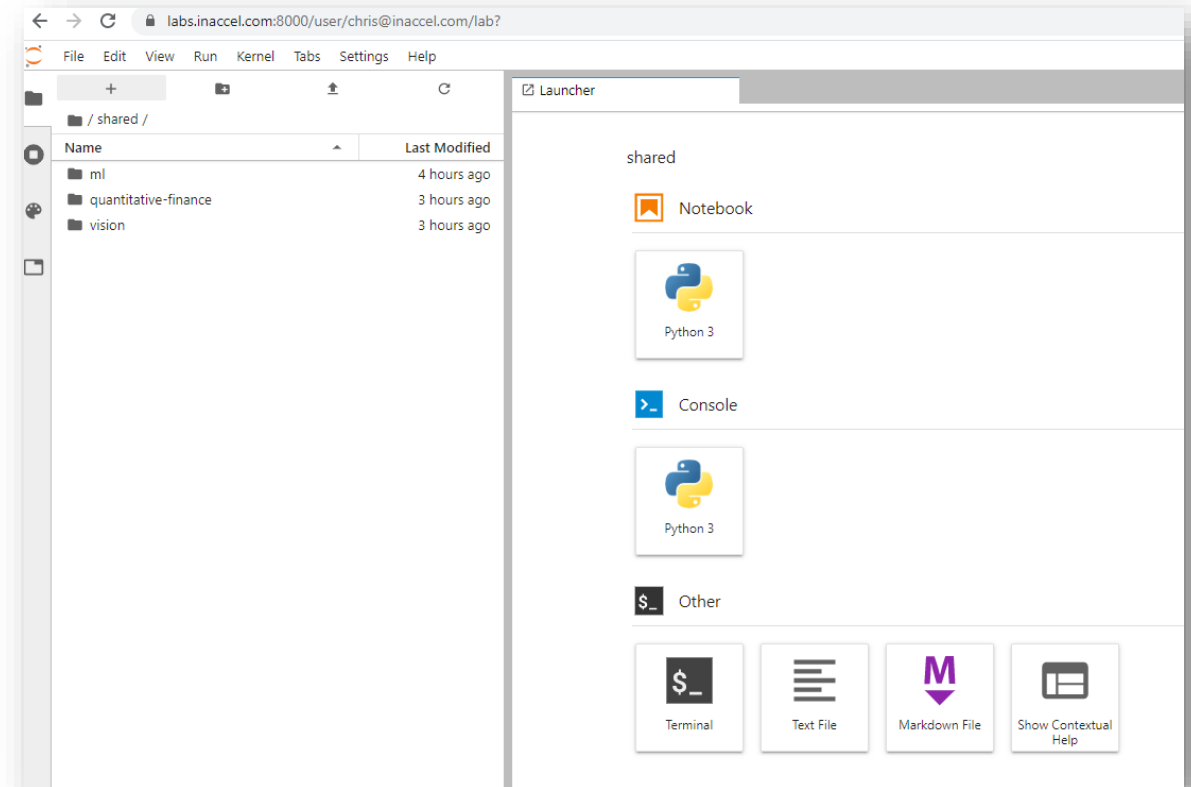 labs.inaccel.com:8000/user/chris@inaccel.com/lab?
File Edit View Run Kernel Tabs Settings Help
Launcher
/ shared /
Name Last Modified
ml 4 hours ago
quantitative-finance 3 hours ago
vision 3 hours ago
shared
Notebook
Python 3
>_ Console
Python 3
$_ Other
$_
M
Terminal
Text File
Markdown File
Show Contextual
Help